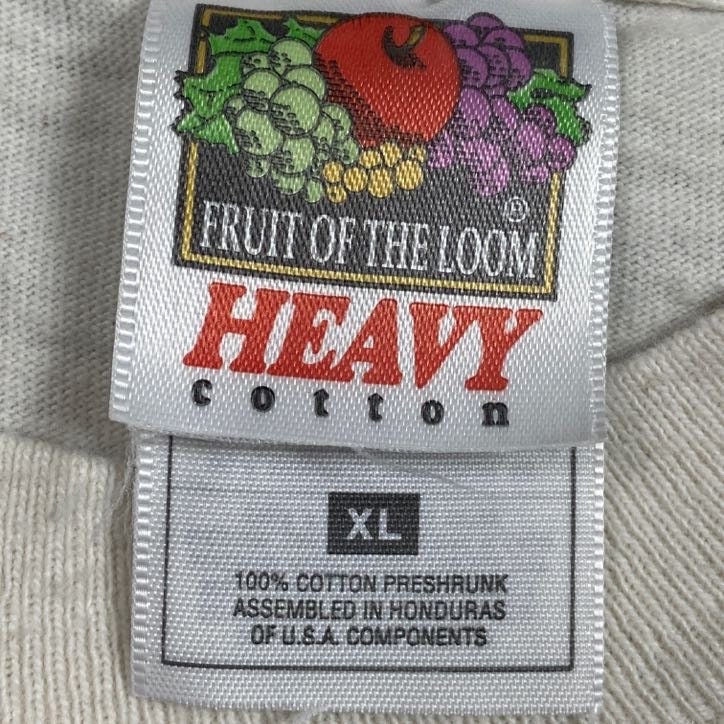 FRUIT OF THE LOOM ®
HEAVY
cotton
XL
100% COTTON PRESHRUNK
ASSEMBLED IN HONDURAS
OF U.S.A. COMPONENTS